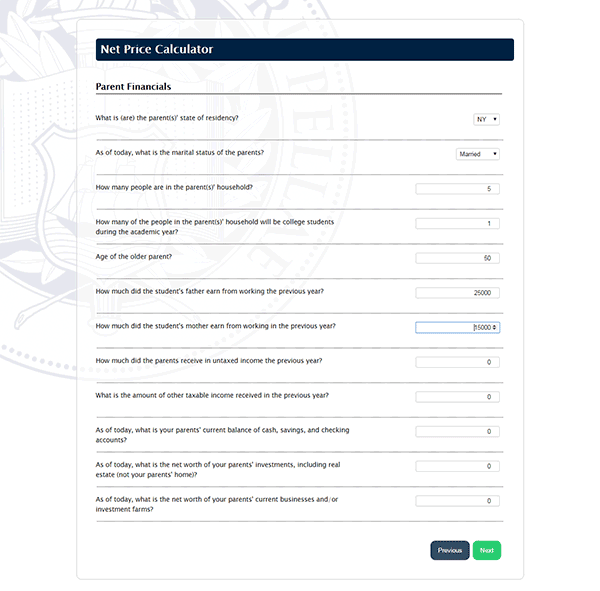 Net Price Calculator
Parent Financials
What is (are) the parent(s)' state of residency?
NY
As of today, what is the marital status of the parents?
Married
How many people are in the parent(s)' household?
5
How many of the people in the parent(s)' household will be college students
during the academic year?
1
Age of the older parent?
50
How much did the student's father earn from working the previous year?
25000
How much did the student's mother earn from working in the previous year?
15000
How much did the parents receive in untaxed income the previous year?
0
What is the amount of other taxable income received in the previous year?
0
As of today, what is your parents' current balance of cash, savings, and checking
accounts?
0
As of today, what is the net worth of your parents' investments, including real
estate (not your parents' home)?
0
As of today, what is the net worth of your parents' current businesses and/or
investment farms?
0
Previous
Next